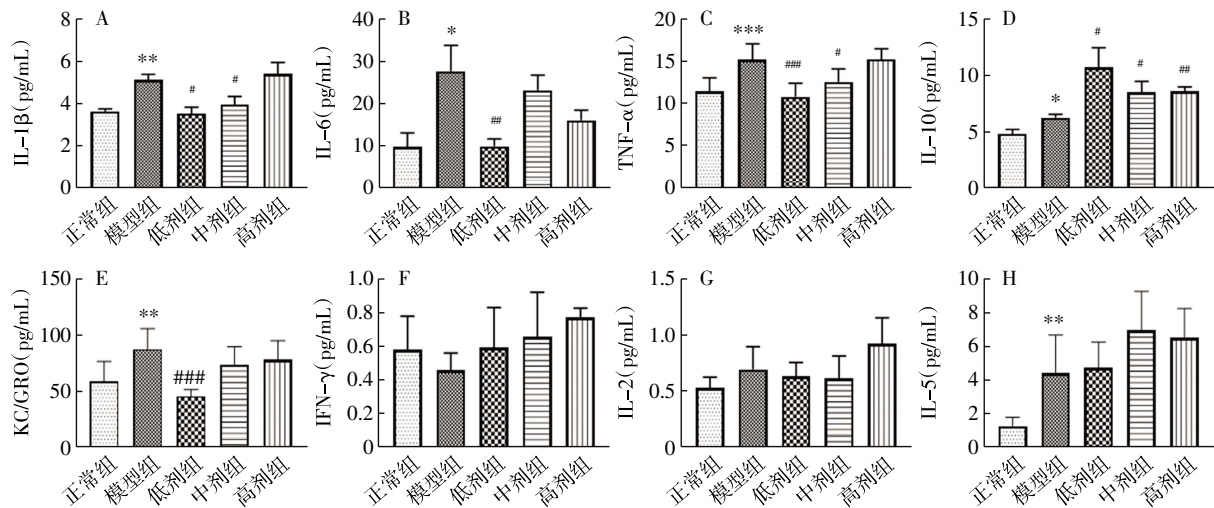 A
IL-1β(pg/mL)
8
6
4
2
0
**
#
#
正常组
模型组
低剂组
中剂组
高剂组
B
IL-6(pg/mL)
40
30
20
10
0
*
##
正常组
模型组
低剂组
中剂组
高剂组
C
TNF-α(pg/mL)
20
15
10
5
0
***
###
#
正常组
模型组
低剂组
中剂组
高剂组
D
IL-10(pg/mL)
15
10
5
0
*
#
#
##
正常组
模型组
低剂组
中剂组
高剂组
E
KC/GRO(pg/mL)
150
100
50
0
**
###
正常组
模型组
低剂组
中剂组
高剂组
F
IFN-γ(pg/mL)
1.0
0.8
0.6
0.4
0.2
0
正常组
模型组
低剂组
中剂组
高剂组
G
IL-2(pg/mL)
1.5
1.0
0.5
0
正常组
模型组
低剂组
中剂组
高剂组
H
IL-5(pg/mL)
10
8
6
4
2
0
**
正常组
模型组
低剂组
中剂组
高剂组